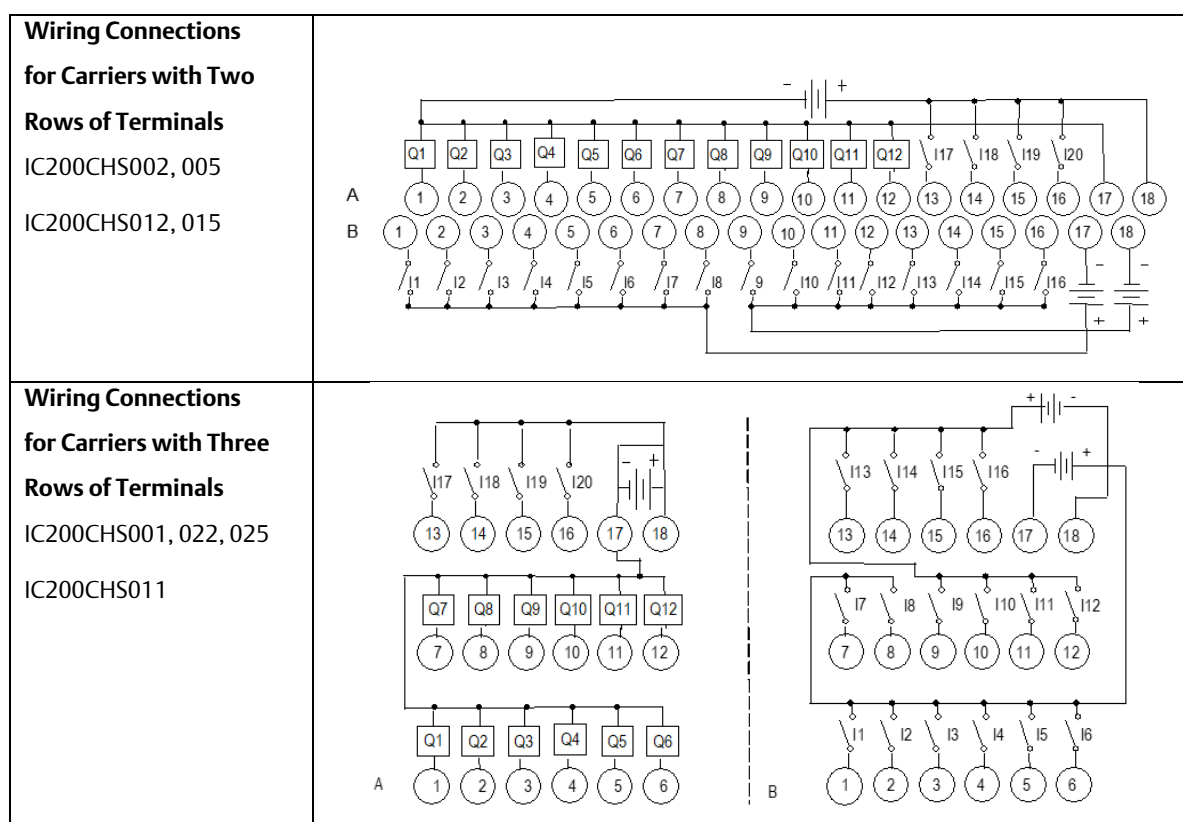 Wiring Connections
for Carriers with Two
Rows of Terminals
IC200CHS002, 005
IC200CHS012, 015
- +
Q1 Q2 Q3 Q4 Q5 Q6 Q7 Q8 Q9 Q10 Q11 Q12 I17 I18 I19 I20
A 1 2 3 4 5 6 7 8 9 10 11 12 13 14 15 16 17 18
B 1 2 3 4 5 6 7 8 9 10 11 12 13 14 15 16 17 18
- -
I1 I2 I3 I4 I5 I6 I7 I8 9 I10 I11 I12 I13 I14 I15 I16
+ +
Wiring Connections
for Carriers with Three
Rows of Terminals
IC200CHS001, 022, 025
IC200CHS011
- +
I17 I18 I19 I20
13 14 15 16 17 18
Q7 Q8 Q9 Q10 Q11 Q12
7 8 9 10 11 12
Q1 Q2 Q3 Q4 Q5 Q6
A 1 2 3 4 5 6
+ -
- +
I13 I14 I15 I16
13 14 15 16 17 18
I7 I8 I9 I10 I11 I12
7 8 9 10 11 12
I1 I2 I3 I4 I5 I6
B 1 2 3 4 5 6